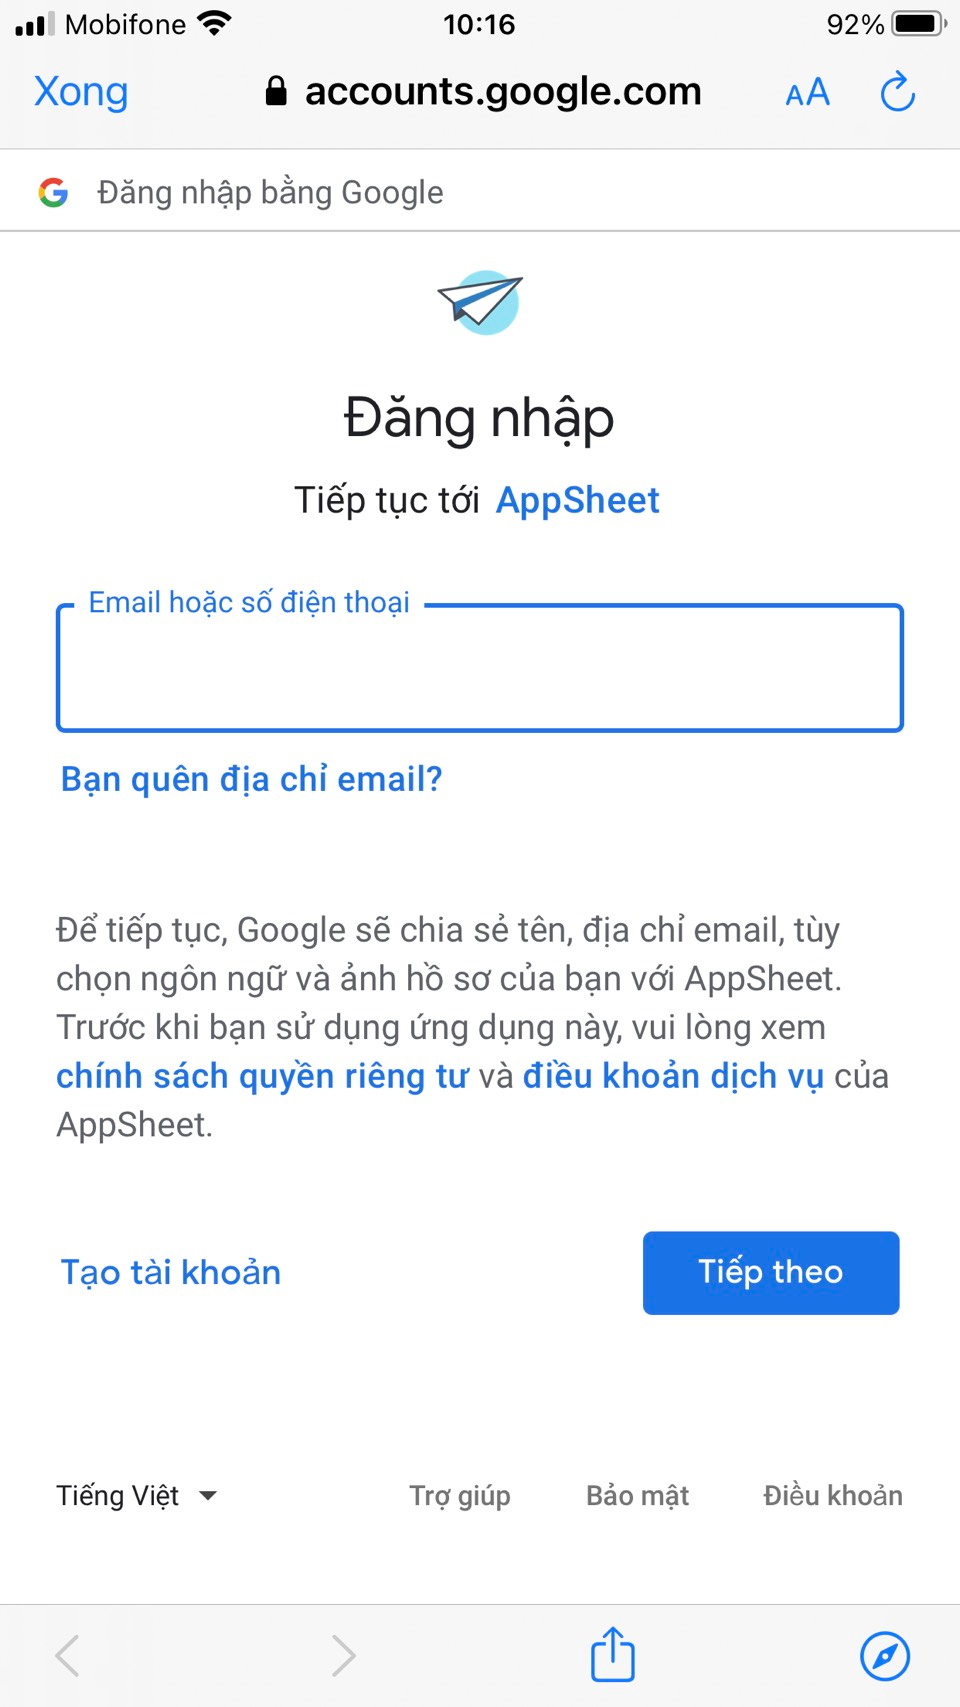 Mobifone 10:16 92%
Xong accounts.google.com AA
Đăng nhập bằng Google
Đăng nhập
Tiếp tục tới AppSheet
Email hoặc số điện thoại
Bạn quên địa chỉ email?
Để tiếp tục, Google sẽ chia sẻ tên, địa chỉ email, tùy
chọn ngôn ngữ và ảnh hồ sơ của bạn với AppSheet.
Trước khi bạn sử dụng ứng dụng này, vui lòng xem
chính sách quyền riêng tư và điều khoản dịch vụ của
AppSheet.
Tạo tài khoản Tiếp theo
Tiếng Việt Trợ giúp Bảo mật Điều khoản